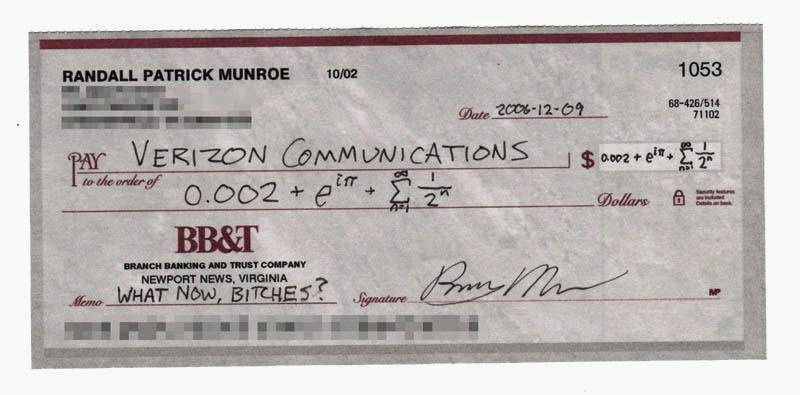 RANDALL PATRICK MUNROE 10/02 1053
68-426/514
71102
Date 2006-12-09
PAY to the order of VERIZON COMMUNICATIONS $ 0.002 + e^{iπ} + ∑_{n=1}^{∞} 1/2^n
0.002 + e^{iπ} + ∑_{n=1}^{∞} 1/2^n Dollars
Security features are included. Details on back.
BB&T
BRANCH BANKING AND TRUST COMPANY
NEWPORT NEWS, VIRGINIA
Memo WHAT NOW, BITCHES? Signature MP